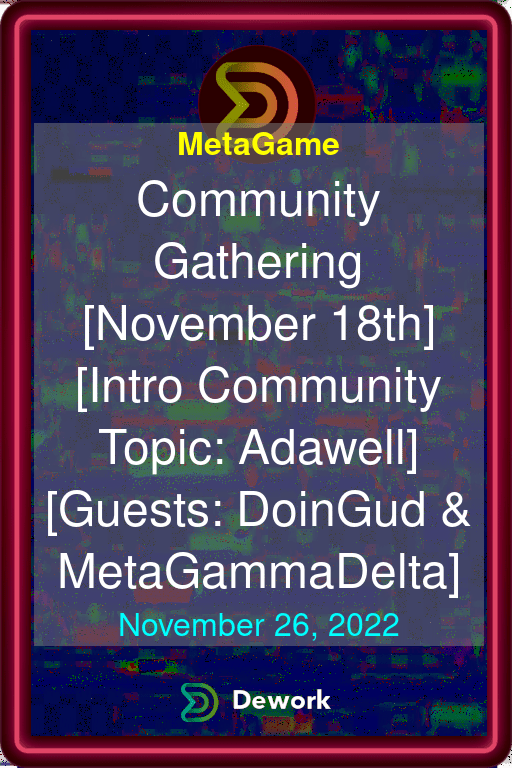 MetaGame
Community
Gathering
[November 18th]
[Intro Community
Topic: Adawell]
[Guests: DoinGud &
MetaGammaDelta]
November 26, 2022
Dework